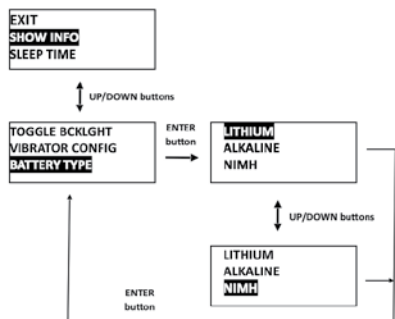 EXIT
SHOW INFO
SLEEP TIME
UP/DOWN buttons
TOGGLE BCKLGHT
VIBRATOR CONFIG
BATTERY TYPE
ENTER
button
LITHIUM
ALKALINE
NIMH
UP/DOWN buttons
LITHIUM
ALKALINE
NIMH
ENTER
button